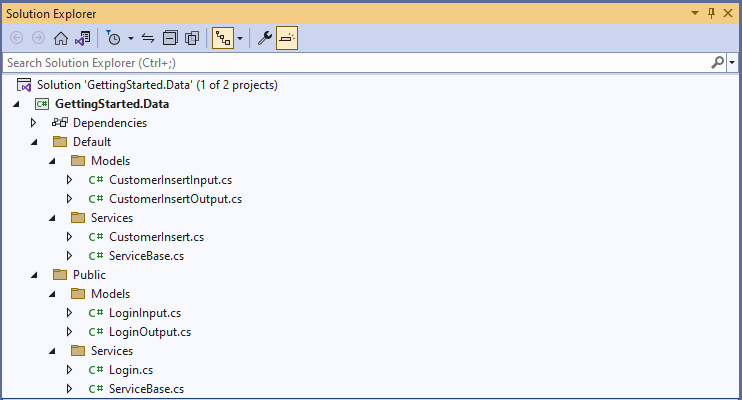 Solution Explorer
Search Solution Explorer (Ctrl+;)
Solution 'GettingStarted.Data' (1 of 2 projects)
C# GettingStarted.Data
Dependencies
Default
Models
C# CustomerInsertInput.cs
C# CustomerInsertOutput.cs
Services
C# CustomerInsert.cs
C# ServiceBase.cs
Public
Models
C# LoginInput.cs
C# LoginOutput.cs
Services
C# Login.cs
C# ServiceBase.cs